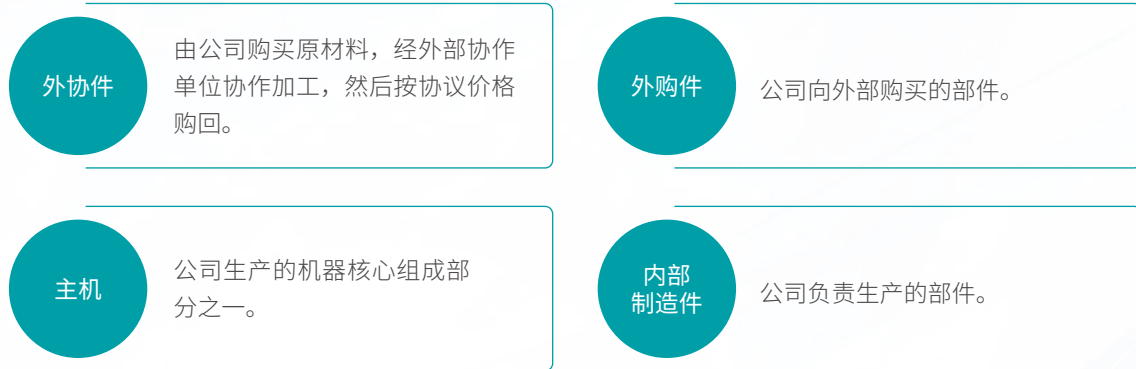 外协件
由公司购买原材料，经外部协作
单位协作加工，然后按协议价格
购回。
外购件
公司向外部购买的部件。
主机
公司生产的机器核心组成部
分之一。
内部
制造件
公司负责生产的部件。